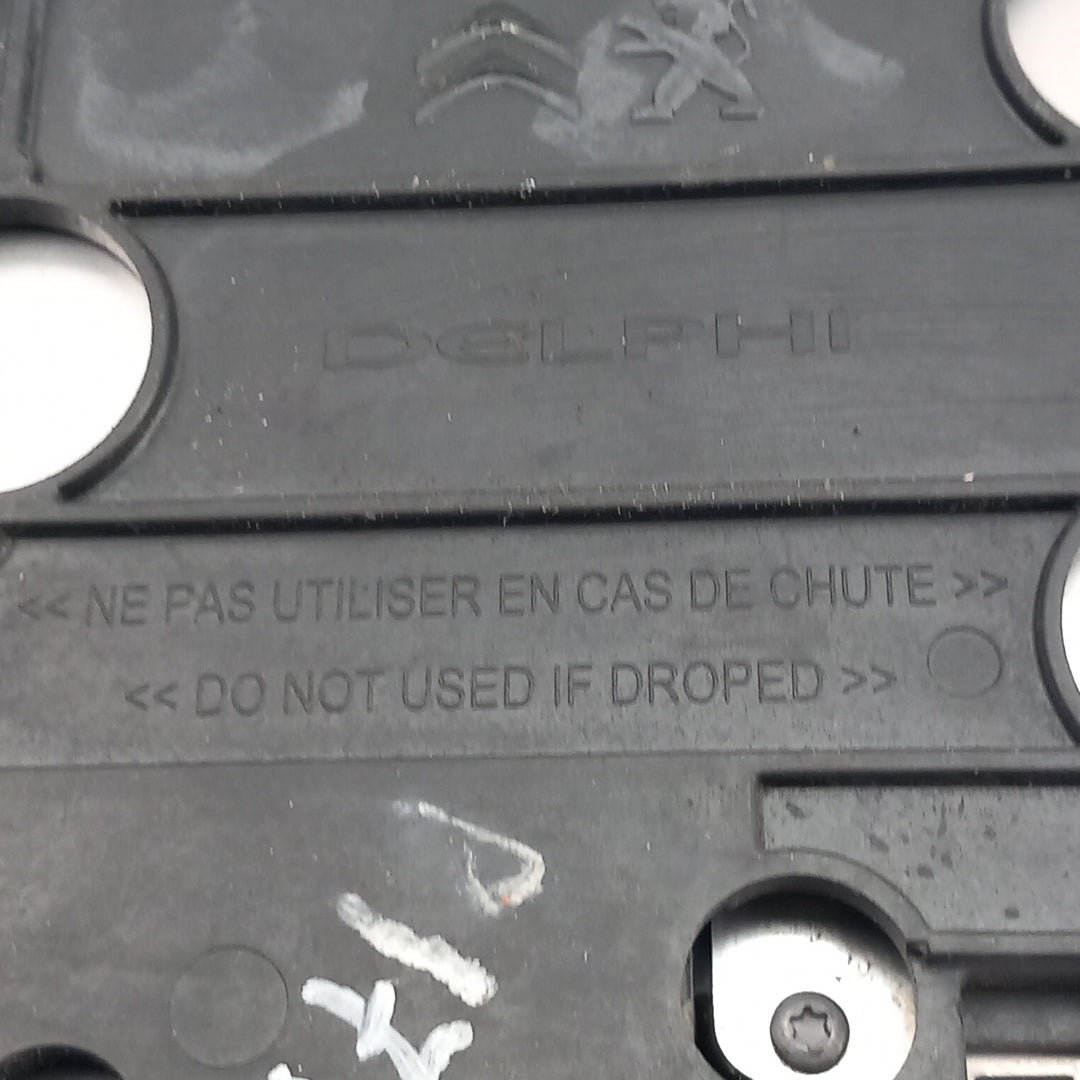 DELPHI
<< NE PAS UTILISER EN CAS DE CHUTE >>
<< DO NOT USED IF DROPED >>